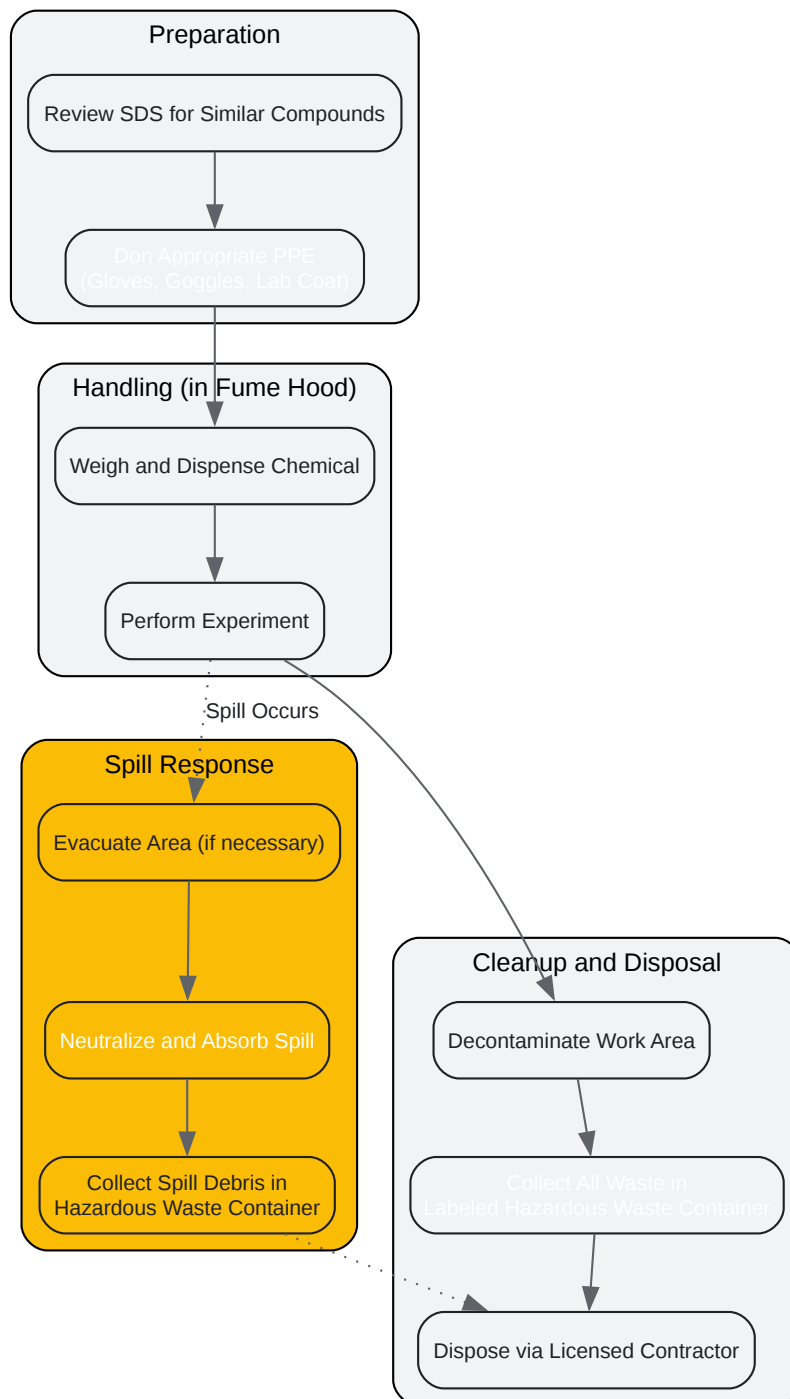 Preparation
Review SDS for Similar Compounds
Don Appropriate PPE
(Gloves, Goggles, Lab Coat)
Handling (in Fume Hood)
Weigh and Dispense Chemical
Perform Experiment
Spill Occurs
Spill Response
Evacuate Area (if necessary)
Neutralize and Absorb Spill
Collect Spill Debris in
Hazardous Waste Container
Cleanup and Disposal
Decontaminate Work Area
Collect All Waste in
Labeled Hazardous Waste Container
Dispose via Licensed Contractor